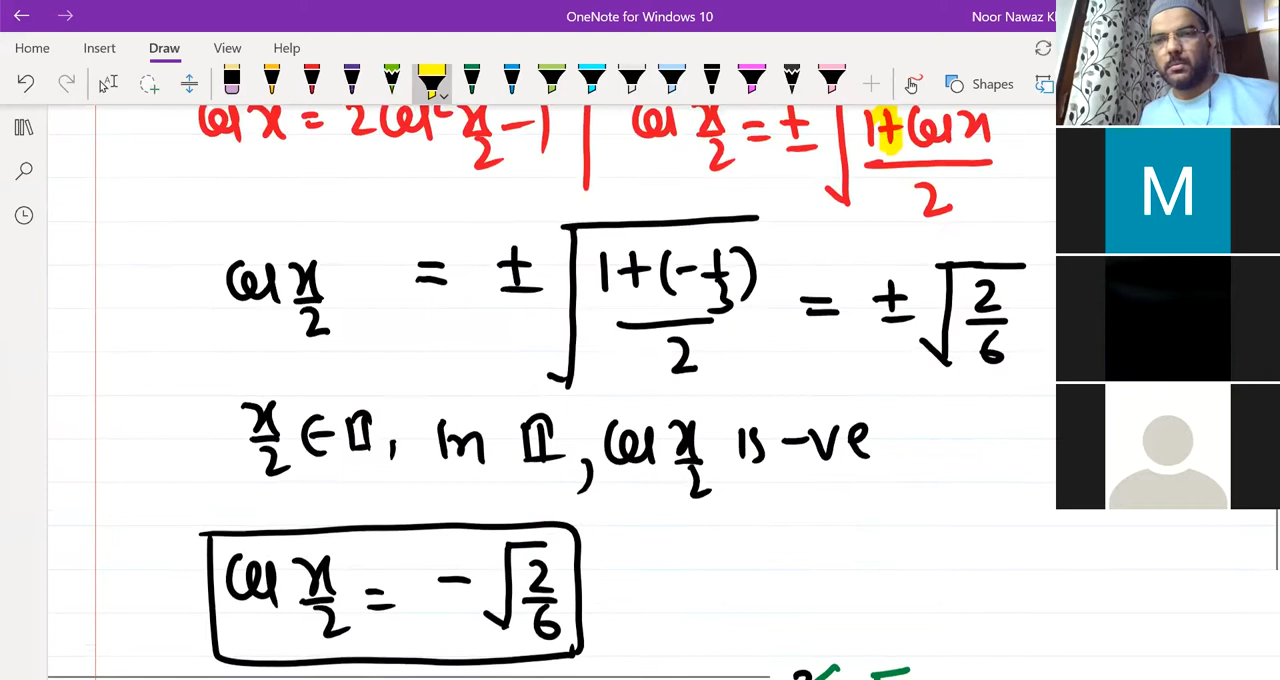 OneNote for Windows 10
Noor Nawaz Kh
Home Insert Draw View Help
Shapes
Cos x = 2Cos² x/2 - 1 | Cos x/2 = ± √((1 + Cos x)/2)
Cos x/2 = ± √((1 + (-1/3))/2) = ± √(2/6)
x/2 ∈ II, In II, Cos x/2 is -ve
Cos x/2 = - √(2/6)
M